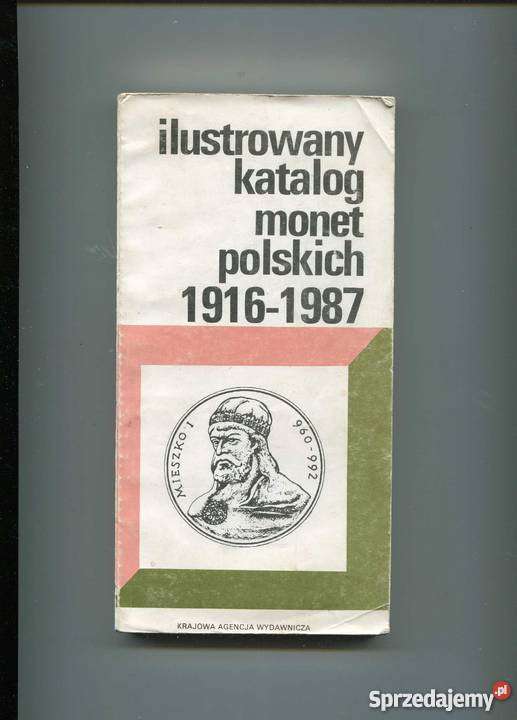 ilustrowany
katalog
monet
polskich
1916-1987
MIESZKO I
960-992
KRAJOWA AGENCJA WYDAWNICZA
Sprzedajemy.pl